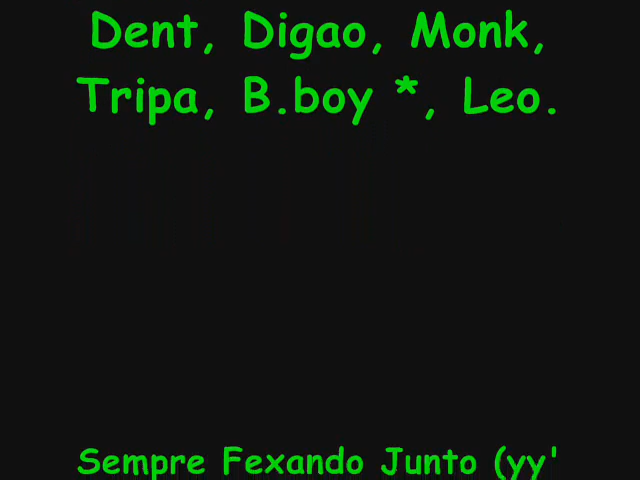 Dent, Digao, Monk,
Tripa, B.boy *, Leo.
Sempre Fexando Junto (yy'